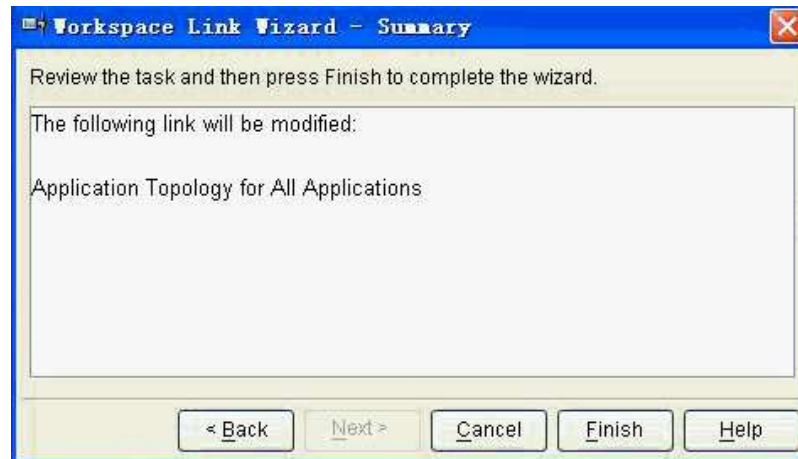 Workspace Link Wizard - Summary
Review the task and then press Finish to complete the wizard.
The following link will be modified:
Application Topology for All Applications
< Back Next > Cancel Finish Help